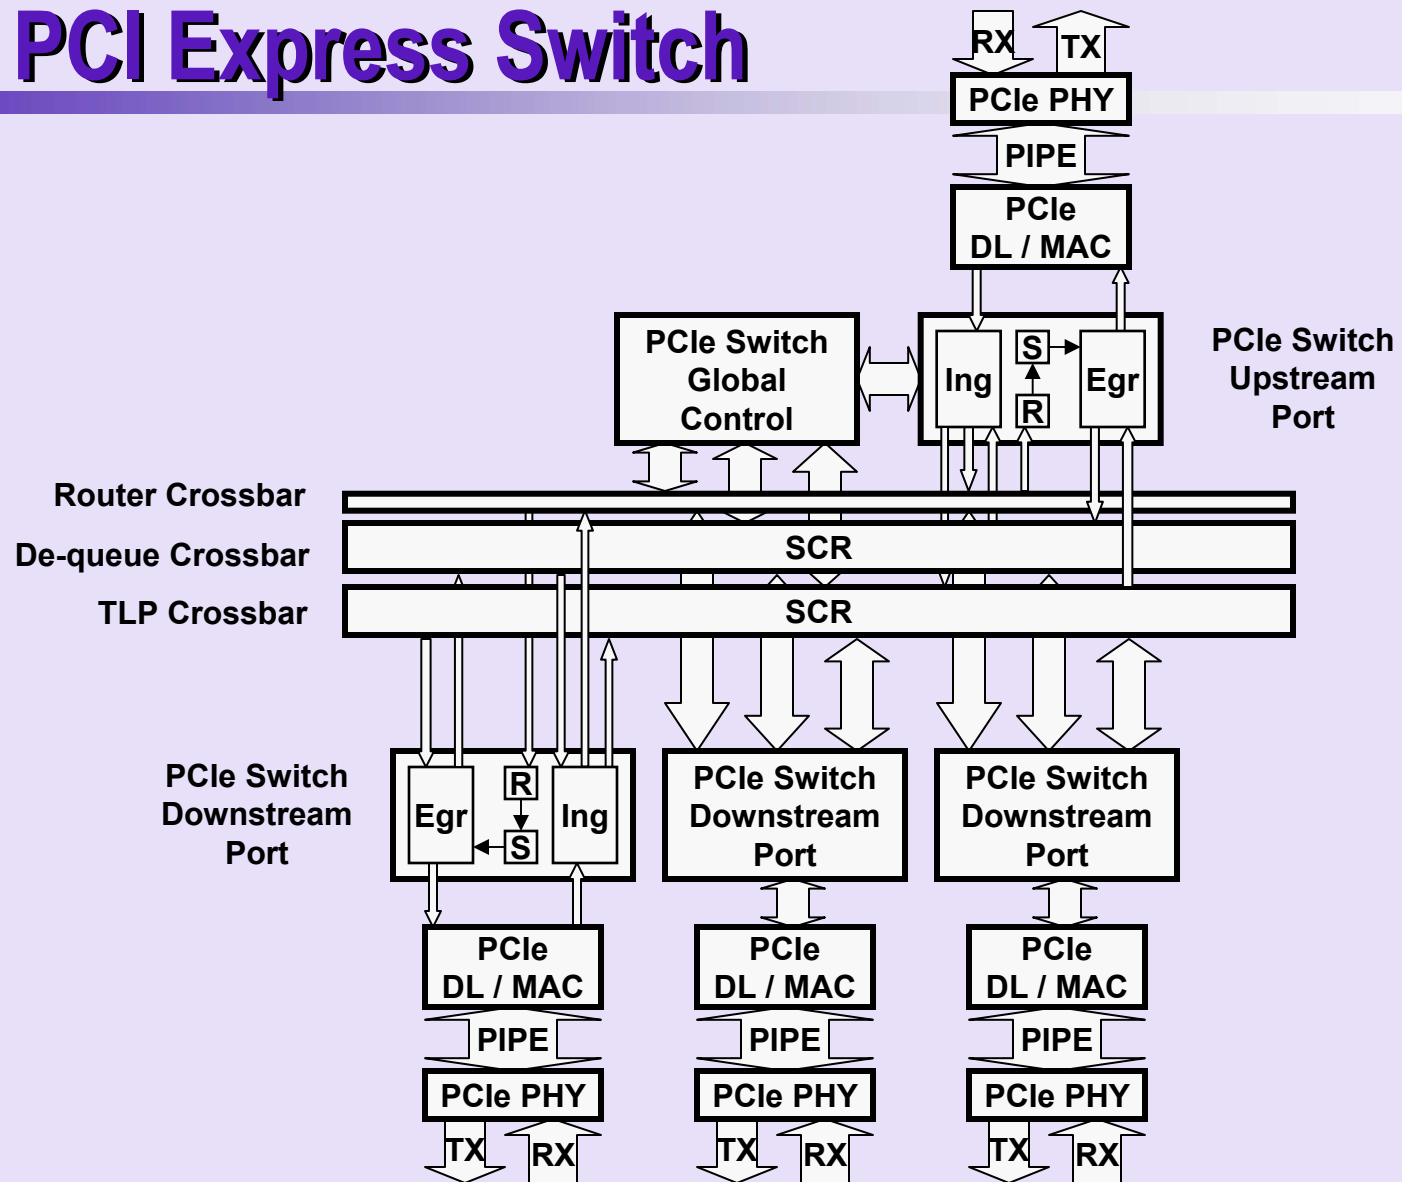 PCI Express Switch
RX
TX
PCIe PHY
PIPE
PCIe
DL / MAC
PCIe Switch
Global
Control
Ing
S
R
Egr
PCIe Switch
Upstream
Port
Router Crossbar
De-queue Crossbar
SCR
TLP Crossbar
SCR
PCIe Switch
Downstream
Port
Egr
R
S
Ing
PCIe Switch
Downstream
Port
PCIe Switch
Downstream
Port
PCIe
DL / MAC
PCIe
DL / MAC
PCIe
DL / MAC
PIPE
PIPE
PIPE
PCIe PHY
PCIe PHY
PCIe PHY
TX
RX
TX
RX
TX
RX